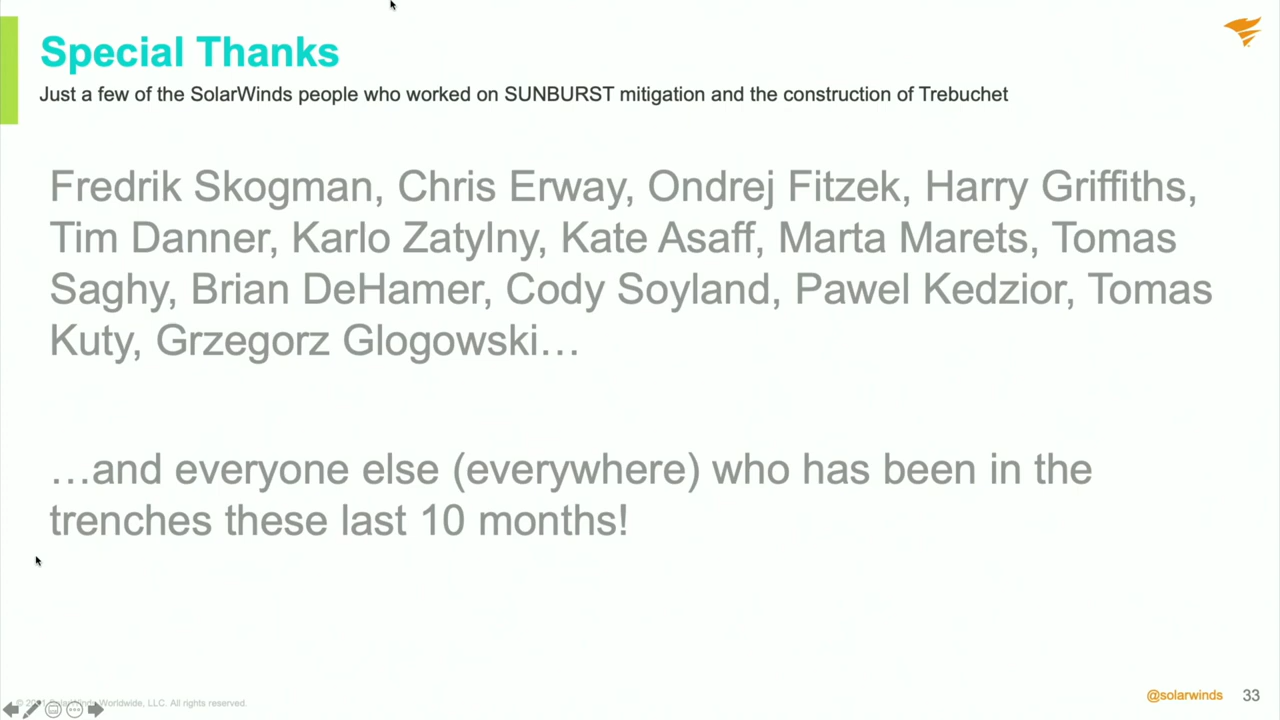 Special Thanks
Just a few of the SolarWinds people who worked on SUNBURST mitigation and the construction of Trebuchet
Fredrik Skogman, Chris Erway, Ondrej Fitzek, Harry Griffiths,
Tim Danner, Karlo Zatylny, Kate Asaff, Marta Marets, Tomas
Saghy, Brian DeHamer, Cody Soyland, Pawel Kedzior, Tomas
Kuty, Grzegorz Glogowski…
…and everyone else (everywhere) who has been in the
trenches these last 10 months!
© 2021 SolarWinds Worldwide, LLC. All rights reserved.
@solarwinds 33